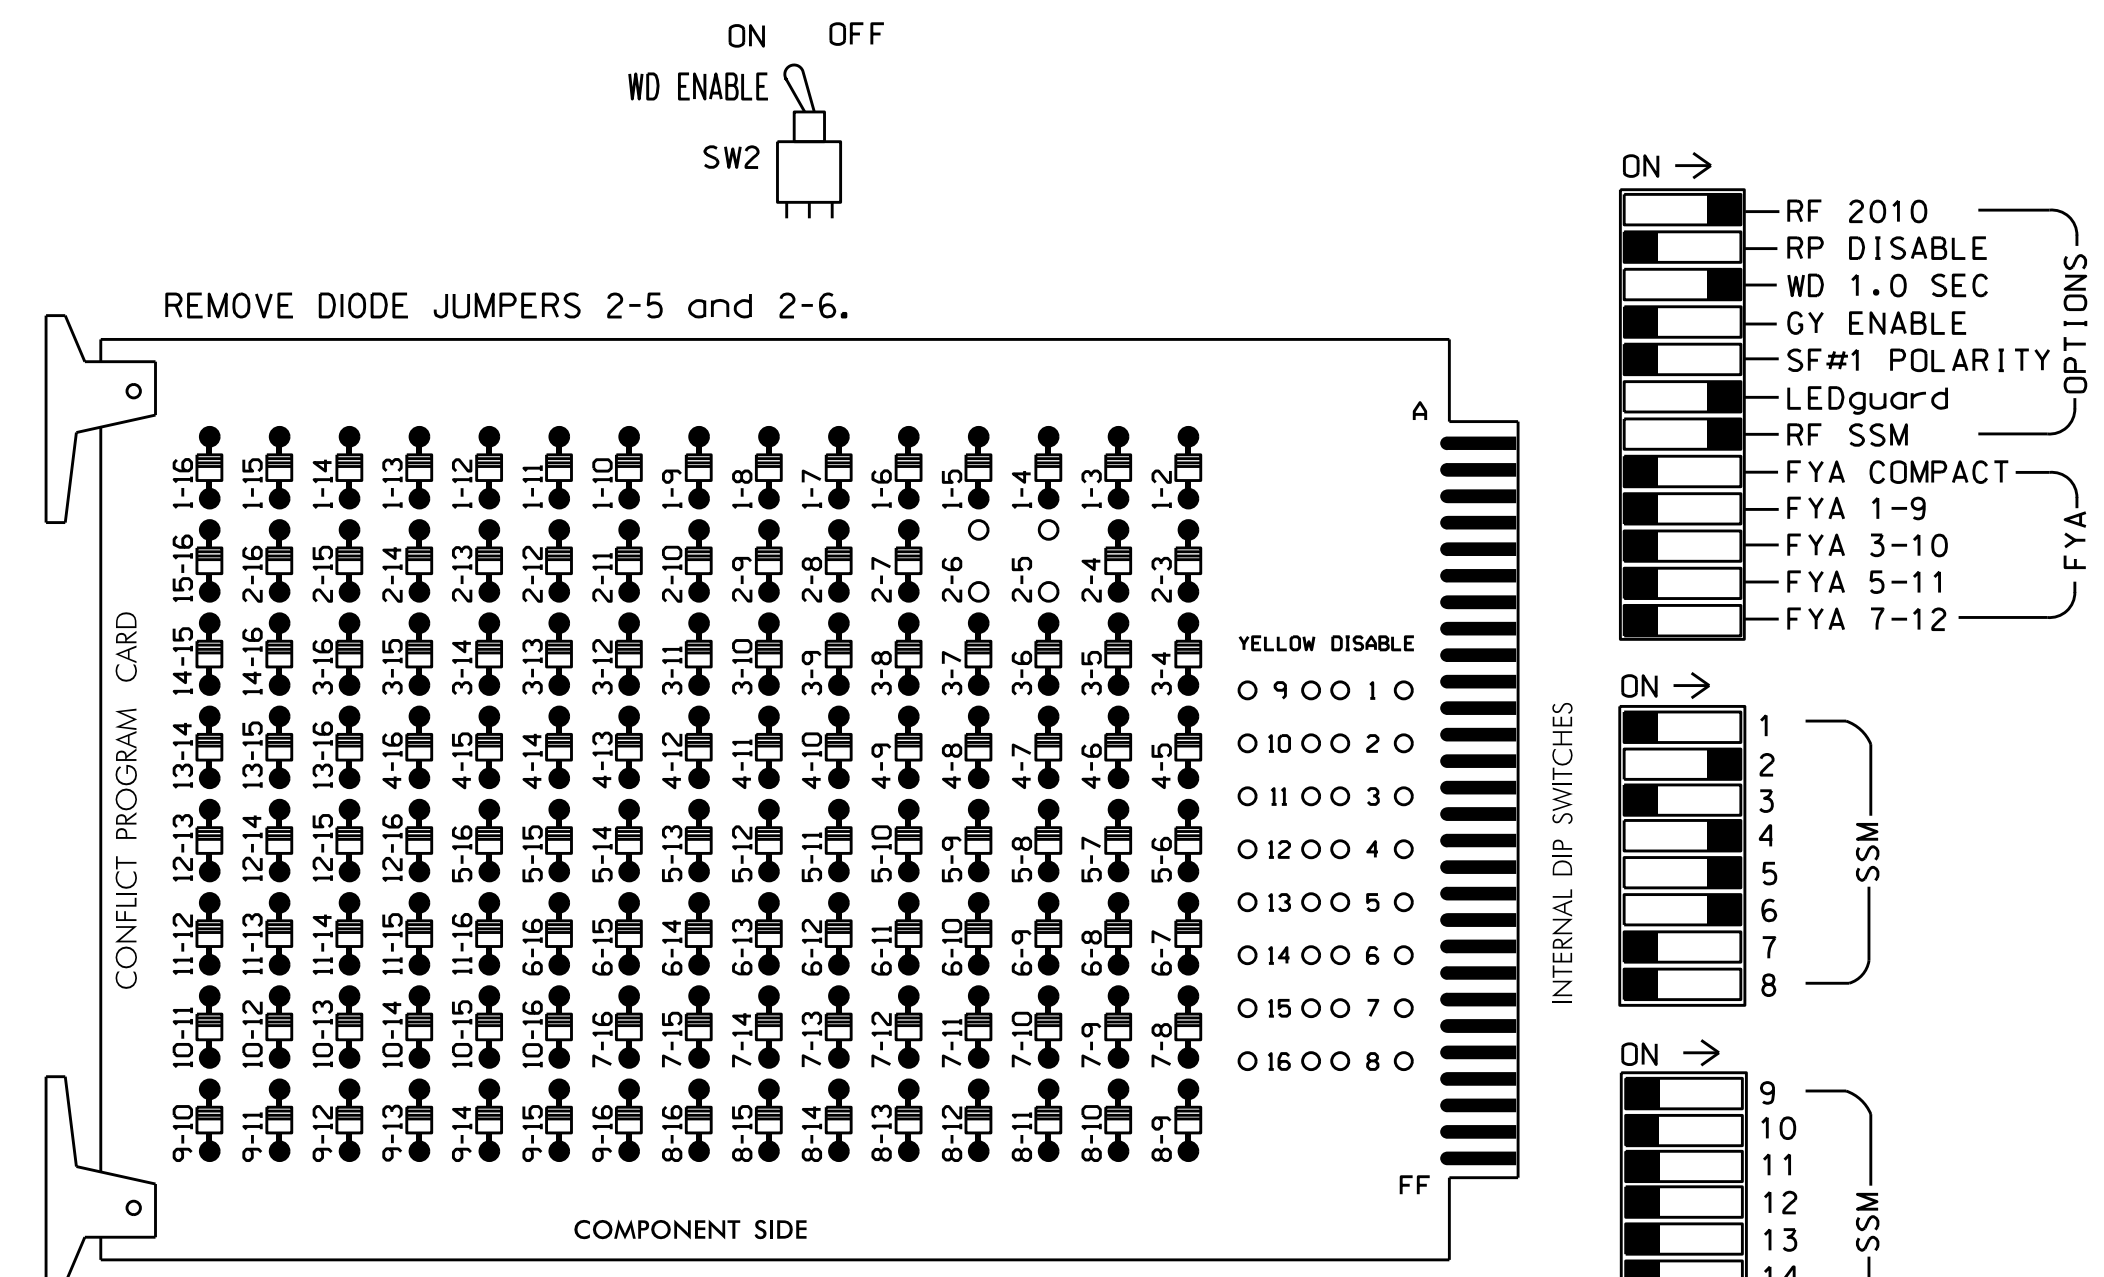 ON OFF
WD ENABLE
SW2
REMOVE DIODE JUMPERS 2-5 and 2-6.
CONFLICT PROGRAM CARD
A
1-16 1-15 1-14 1-13 1-12 1-11 1-10 1-9 1-8 1-7 1-6 1-5 1-4 1-3 1-2
15-16 2-16 2-15 2-14 2-13 2-12 2-11 2-10 2-9 2-8 2-7 2-6 2-5 2-4 2-3
14-15 14-16 3-16 3-15 3-14 3-13 3-12 3-11 3-10 3-9 3-8 3-7 3-6 3-5 3-4
13-14 13-15 13-16 4-16 4-15 4-14 4-13 4-12 4-11 4-10 4-9 4-8 4-7 4-6 4-5
12-13 12-14 12-15 12-16 5-16 5-15 5-14 5-13 5-12 5-11 5-10 5-9 5-8 5-7 5-6
11-12 11-13 11-14 11-15 11-16 6-16 6-15 6-14 6-13 6-12 6-11 6-10 6-9 6-8 6-7
10-11 10-12 10-13 10-14 10-15 10-16 7-16 7-15 7-14 7-13 7-12 7-11 7-10 7-9 7-8
9-10 9-11 9-12 9-13 9-14 9-15 9-16 8-16 8-15 8-14 8-13 8-12 8-11 8-10 8-9
YELLOW DISABLE
9 1
10 2
11 3
12 4
13 5
14 6
15 7
16 8
FF
COMPONENT SIDE
INTERNAL DIP SWITCHES
ON →
RF 2010
RP DISABLE
WD 1.0 SEC
GY ENABLE
SF#1 POLARITY
LEDguard
RF SSM
OPTIONS
FYA COMPACT
FYA 1-9
FYA 3-10
FYA 5-11
FYA 7-12
FYA
ON →
1
2
3
4
5
6
7
8
SSM
ON →
9
10
11
12
13
14
SSM